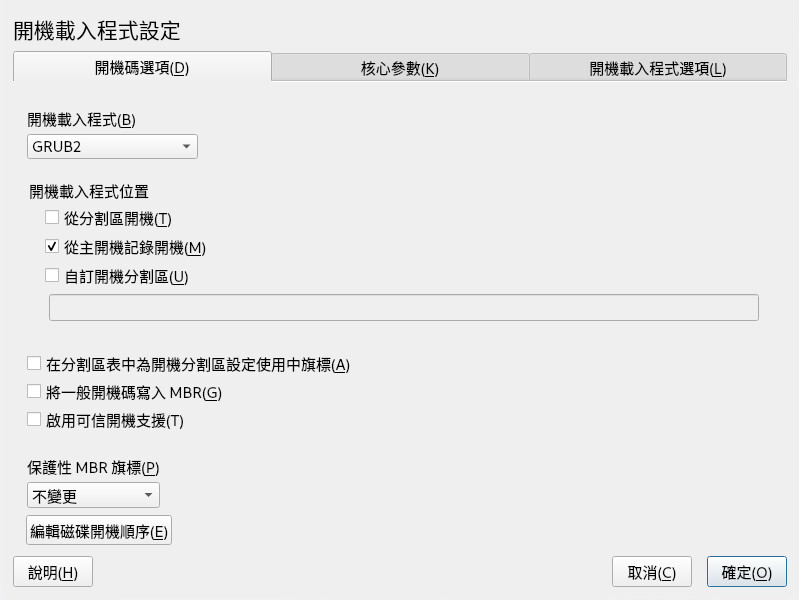 開機載入程式設定
開機碼選項(D)
核心參數(K)
開機載入程式選項(L)
開機載入程式(B)
GRUB2
開機載入程式位置
從分割區開機(T)
從主開機記錄開機(M)
自訂開機分割區(U)
在分割區表中為開機分割區設定使用中旗標(A)
將一般開機碼寫入 MBR(G)
啟用可信開機支援(T)
保護性 MBR 旗標(P)
不變更
編輯磁碟開機順序(E)
說明(H)
取消(C)
確定(O)